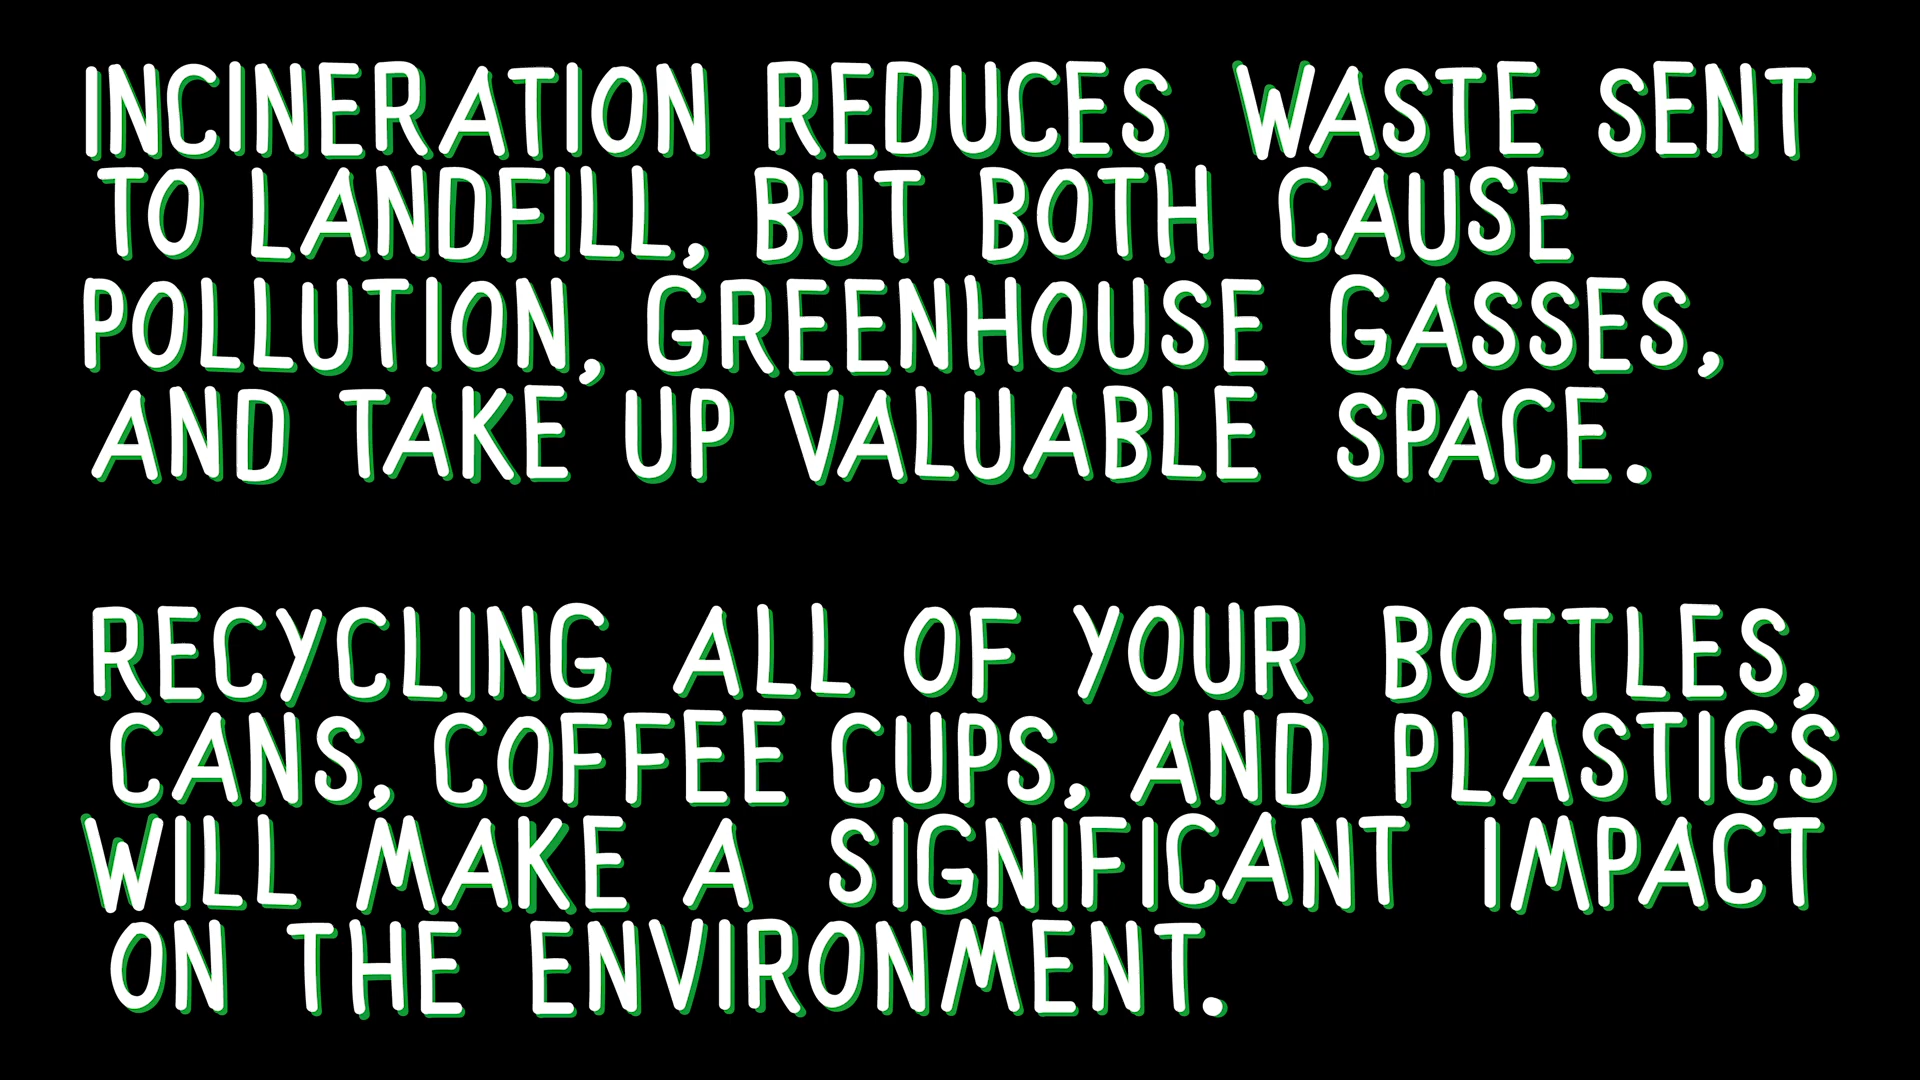 INCINERATION REDUCES WASTE SENT
TO LANDFILL, BUT BOTH CAUSE
POLLUTION, GREENHOUSE GASSES,
AND TAKE UP VALUABLE SPACE.
RECYCLING ALL OF YOUR BOTTLES,
CANS, COFFEE CUPS, AND PLASTICS
WILL MAKE A SIGNIFICANT IMPACT
ON THE ENVIRONMENT.